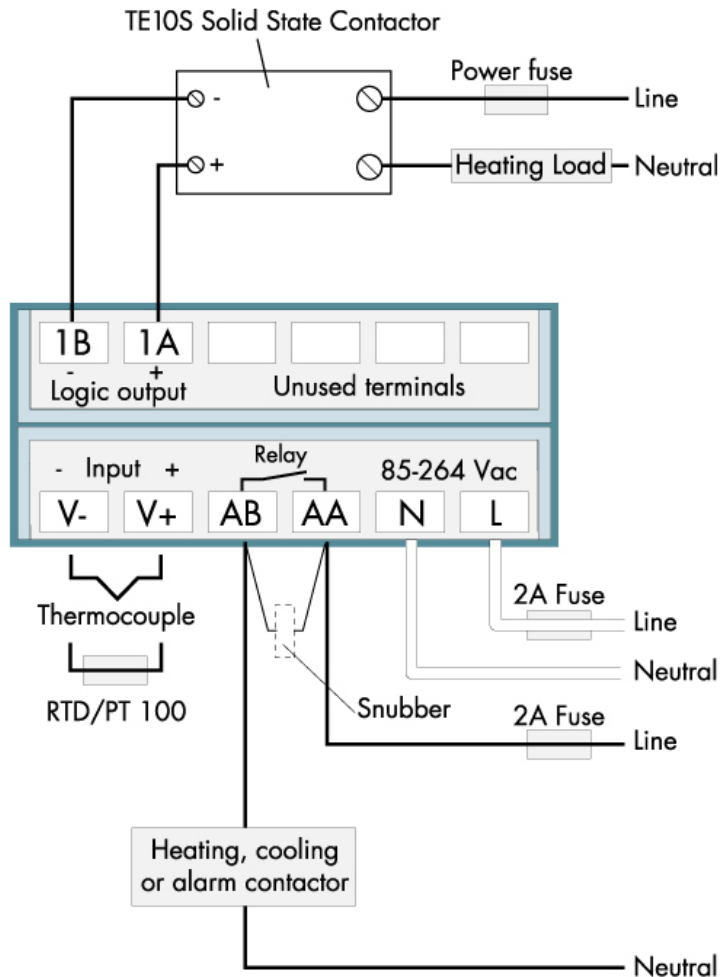 TE10S Solid State Contactor
Power fuse
- Line
+ Heating Load Neutral
1B 1A
- +
Logic output Unused terminals
Relay
- Input + 85-264 Vac
V- V+ AB AA N L
2A Fuse
Thermocouple Line
Neutral
RTD/PT 100 Snubber 2A Fuse
Line
Heating, cooling
or alarm contactor
Neutral